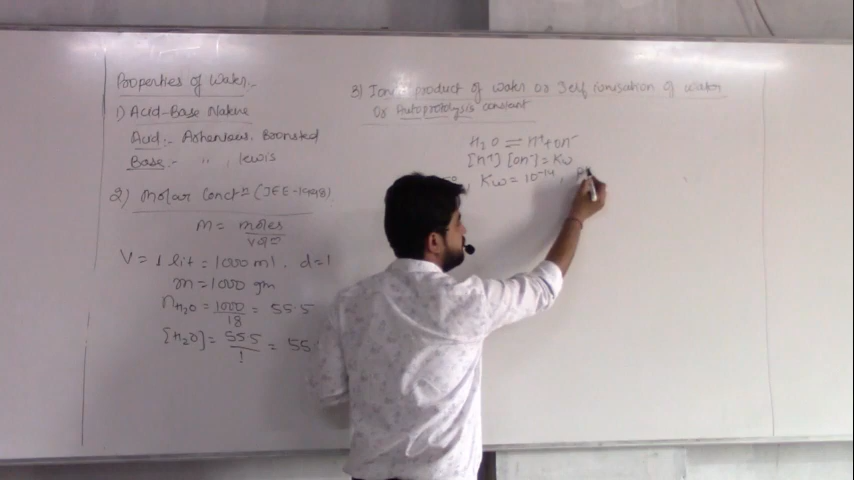 Properties of Water:-
1) Acid-Base Nature
Acid:- Arhenious, Bronsted
Base:- " , lewis
2) Molar Concⁿ (JEE-1998)
M = moles / Vol
V = 1 lit = 1000 ml . d=1
m = 1000 gm
nH2O = 1000/18 = 55.5
[H2O] = 55.5/1 = 55
3) Ionic product of water or Self ionisation of water
Or Autoprotolysis constant
H2O ⇌ H⁺+OH⁻
[H⁺] [OH⁻] = Kw
Kw = 10⁻¹⁴ ,